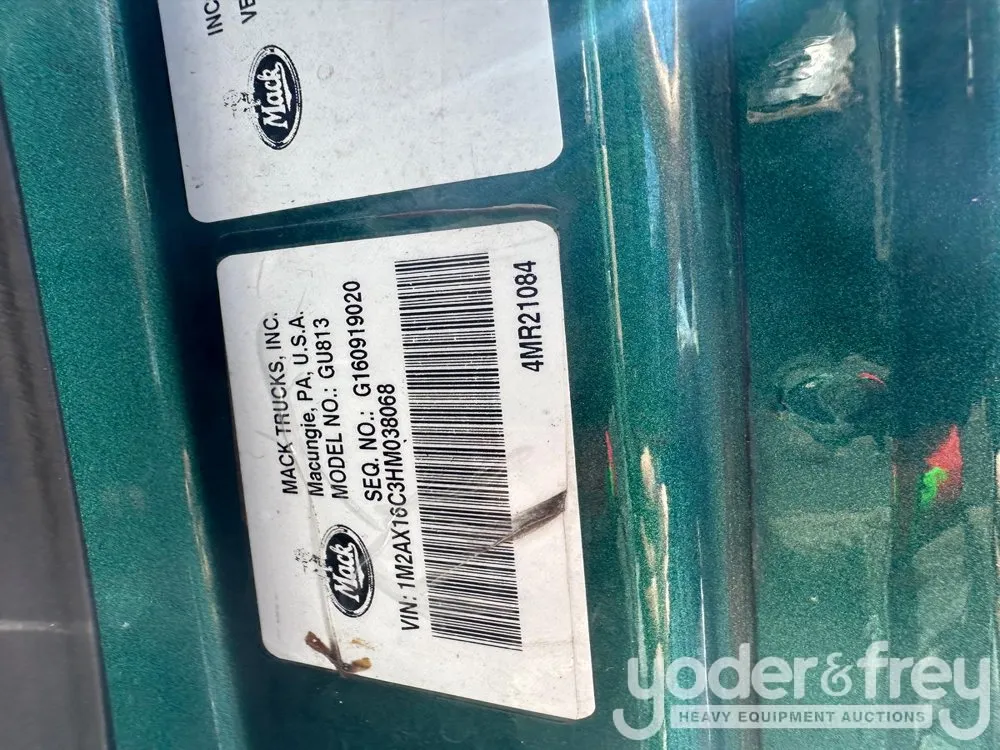 INC
VE
Mack
MACK TRUCKS, INC.
Macungie, PA, U.S.A.
MODEL NO.: GU813
SEQ. NO.: G160919020
Mack
VIN: 1M2AX16C3HM038068
4MR21084
yoder&frey
HEAVY EQUIPMENT AUCTIONS